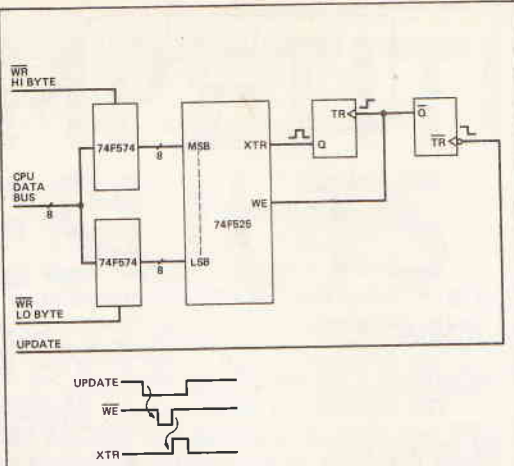 WR
HI BYTE
74F574
8
MSB
XTR
TR
Q
Q
TR
CPU
DATA
BUS
8
WE
74F525
74F574
8
LSB
WR
LO BYTE
UPDATE
UPDATE
WE
XTR